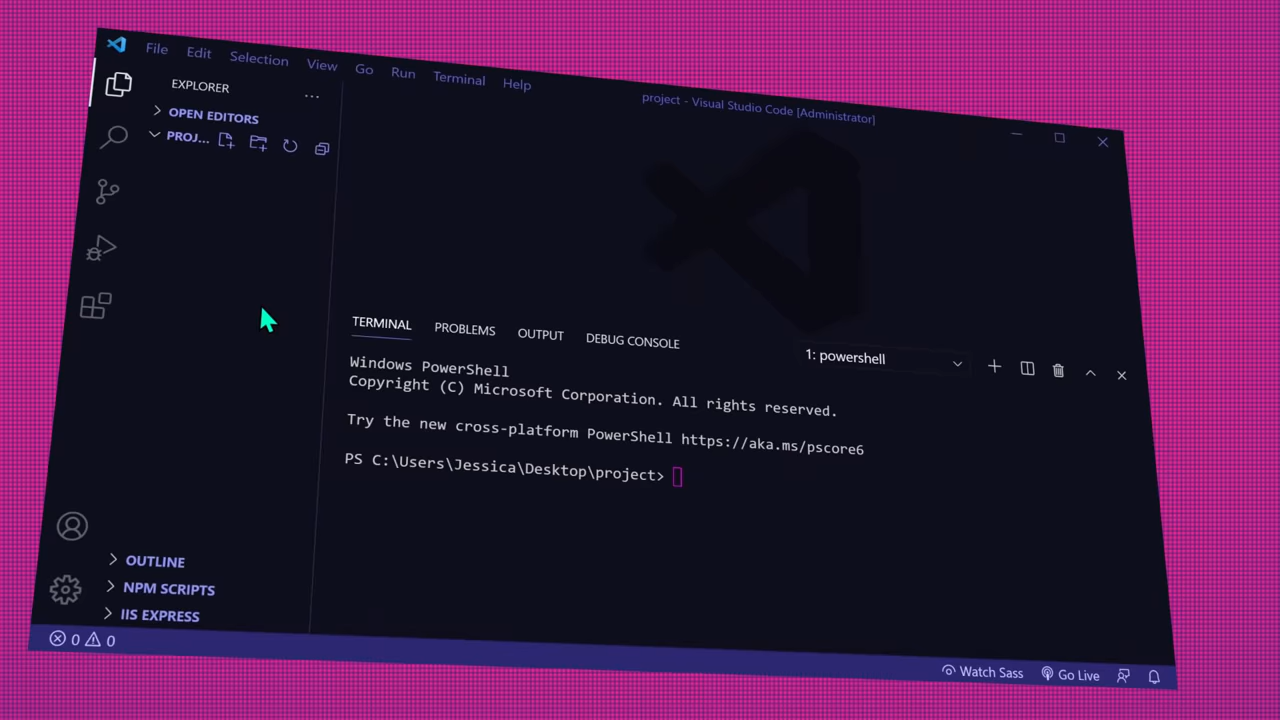 File Edit Selection View Go Run Terminal Help
project - Visual Studio Code [Administrator]
EXPLORER ...
OPEN EDITORS
PROJ...
TERMINAL PROBLEMS OUTPUT DEBUG CONSOLE
1: powershell
Windows PowerShell
Copyright (C) Microsoft Corporation. All rights reserved.
Try the new cross-platform PowerShell https://aka.ms/pscore6
PS C:\Users\Jessica\Desktop\project>
OUTLINE
NPM SCRIPTS
IIS EXPRESS
0 0
Watch Sass Go Live